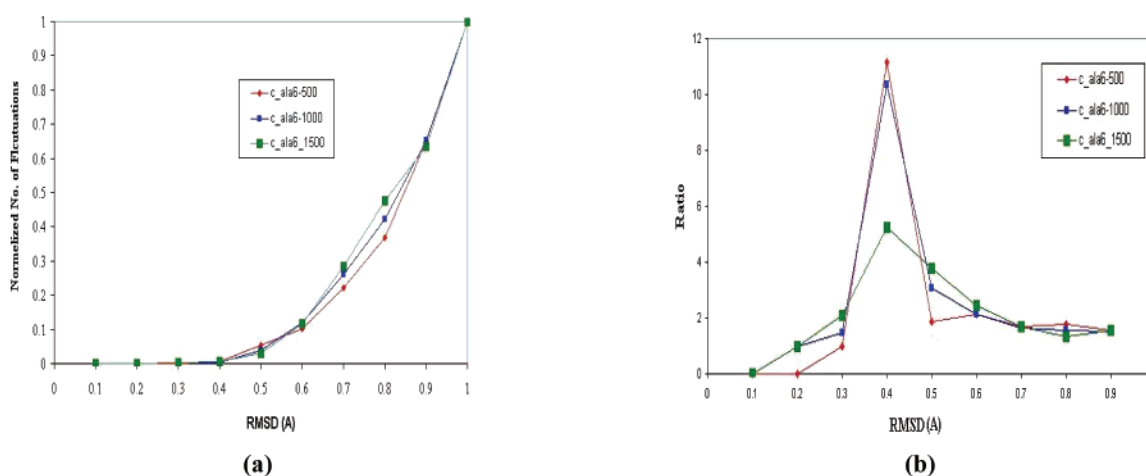 1
0.9
0.8
0.7
0.6
0.5
0.4
0.3
0.2
0.1
0
Normelized No. of Flcutuations
c_ala6-500
c_ala6-1000
c_ala6_1500
0 0.1 0.2 0.3 0.4 0.5 0.6 0.7 0.8 0.9 1
RMSD (A)
(a)
12
10
8
6
4
2
0
Ratio
c_ala6-500
c_ala6-1000
c_ala6_1500
0 0.1 0.2 0.3 0.4 0.5 0.6 0.7 0.8 0.9
RMSD (A)
(b)